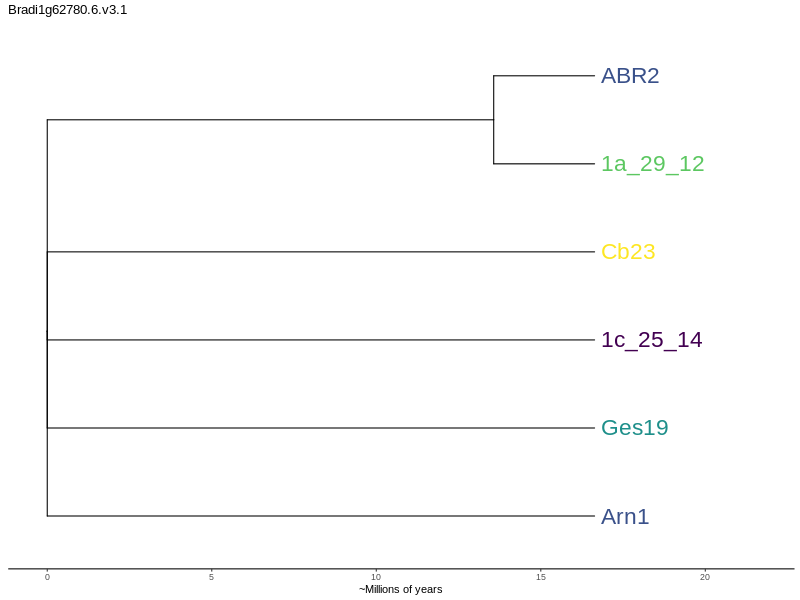 Bradi1g62780.6.v3.1
ABR2
1a_29_12
Cb23
1c_25_14
Ges19
Arn1
0 5 10 15 20
~Millions of years